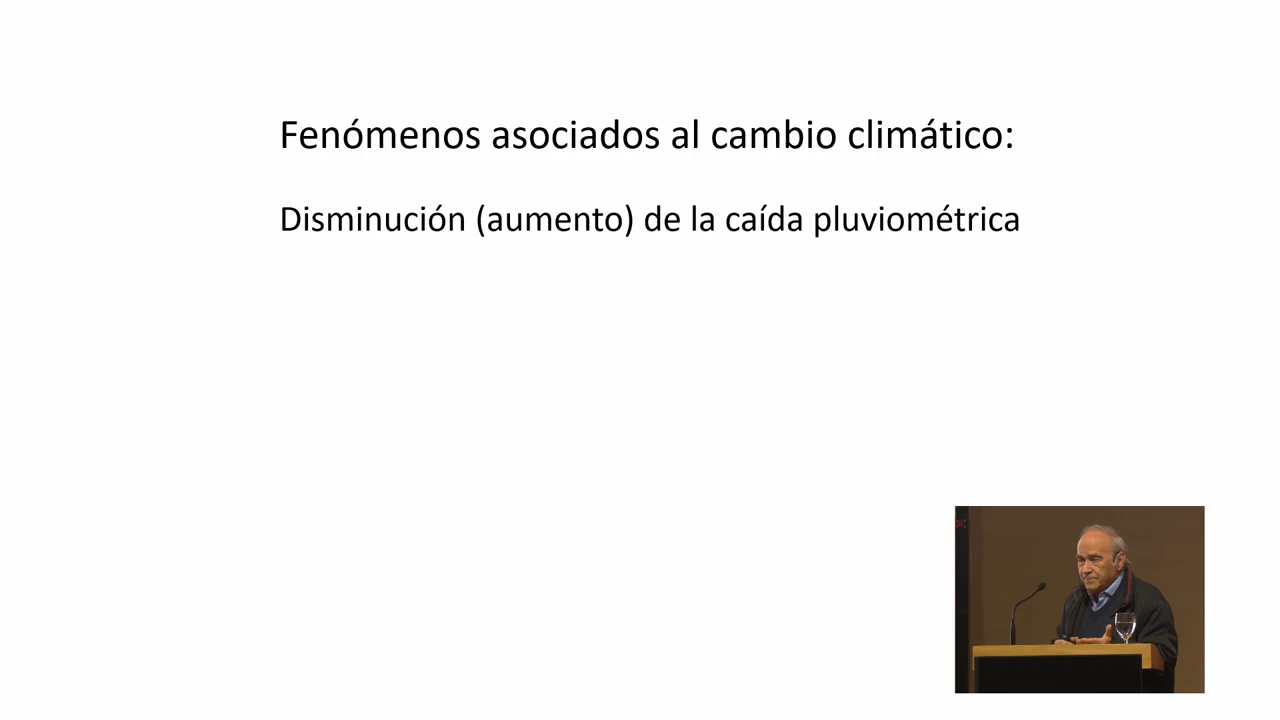 Fenómenos asociados al cambio climático:
Disminución (aumento) de la caída pluviométrica